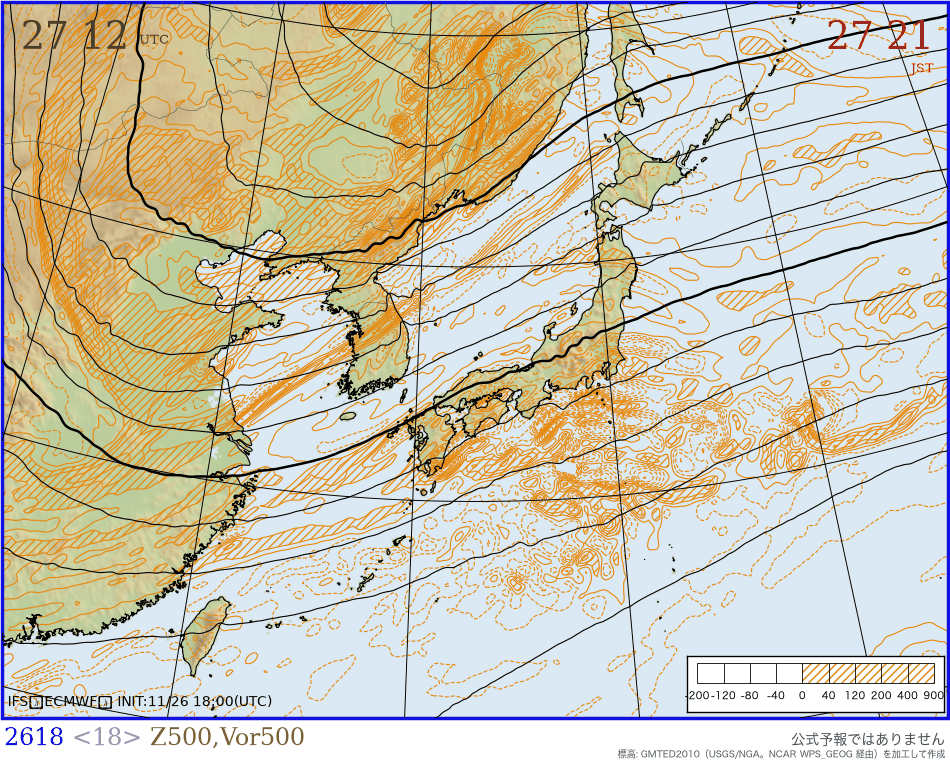 27 12 UTC
27 21
JST
-200 -120 -80 -40 0 40 120 200 400 900
IFS□ECMWF□ INIT:11/26 18:00(UTC)
2618 <18> Z500,Vor500
公式予報ではありません
標高: GMTED2010（USGS/NGA。NCAR WPS_GEOG 経由）を加工して作成